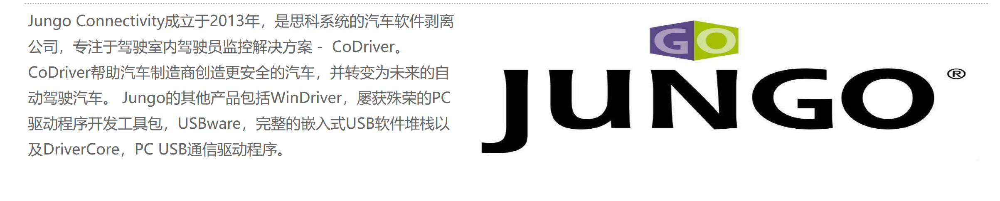 Jungo Connectivity成立于2013年，是思科系统的汽车软件剥离
公司，专注于驾驶室内驾驶员监控解决方案 - CoDriver。
CoDriver帮助汽车制造商创造更安全的汽车，并转变为未来的自
动驾驶汽车。 Jungo的其他产品包括WinDriver，屡获殊荣的PC
驱动程序开发工具包，USBware，完整的嵌入式USB软件堆栈以
及DriverCore，PC USB通信驱动程序。
GO
JUNGO®